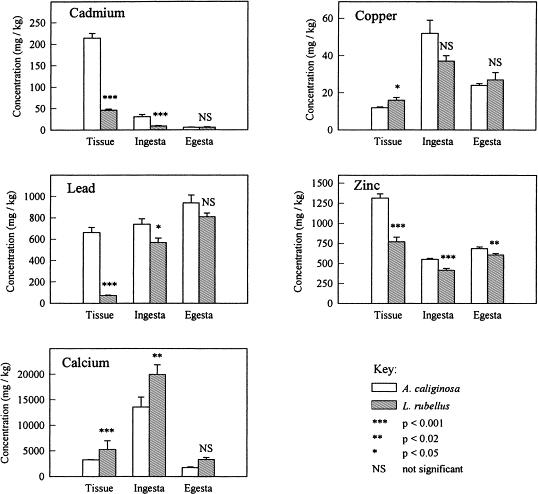 Cadmium
Concentration (mg / kg)
250
200
150
100
50
0
***
***
NS
Tissue
Ingesta
Egesta
Copper
Concentration (mg / kg)
60
40
20
0
*
NS
NS
Tissue
Ingesta
Egesta
Lead
Concentration (mg / kg)
1000
800
600
400
200
0
***
*
NS
Tissue
Ingesta
Egesta
Zinc
Concentration (mg / kg)
1500
1250
1000
750
500
250
0
***
***
**
Tissue
Ingesta
Egesta
Calcium
Concentration (mg / kg)
20000
15000
10000
5000
0
***
**
NS
Tissue
Ingesta
Egesta
Key:
A. caliginosa
L. rubellus
*** p < 0.001
** p < 0.02
* p < 0.05
NS not significant